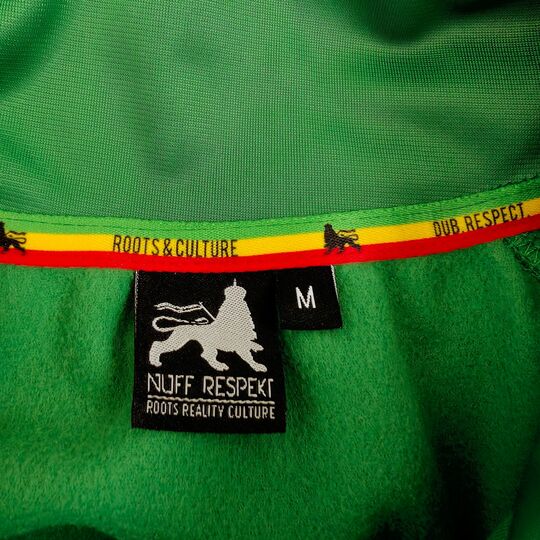 ROOTS & CULTURE
DUB. RESPECT.
M
NUFF RESPEKT
ROOTS REALITY CULTURE